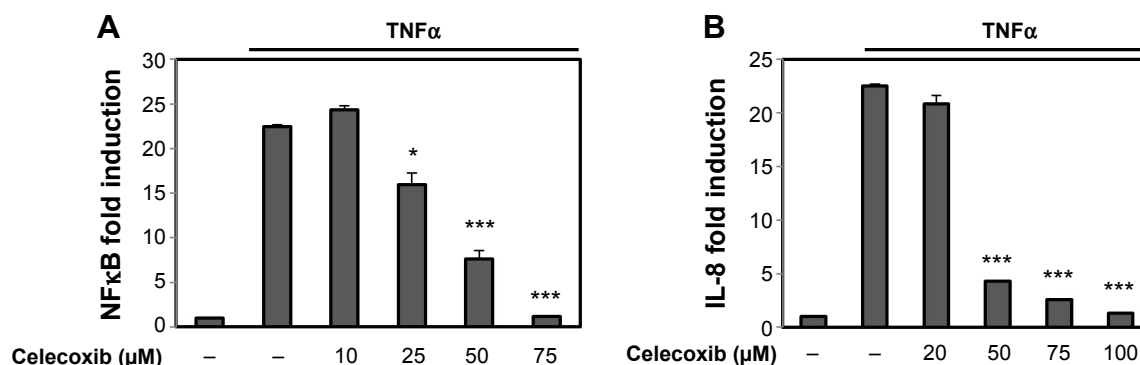 A
TNFα
NFκB fold induction
30
25
20
15
10
5
0
*
***
***
Celecoxib (μM) – – 10 25 50 75
B
TNFα
IL-8 fold induction
25
20
15
10
5
0
***
***
***
Celecoxib (μM) – – 20 50 75 100